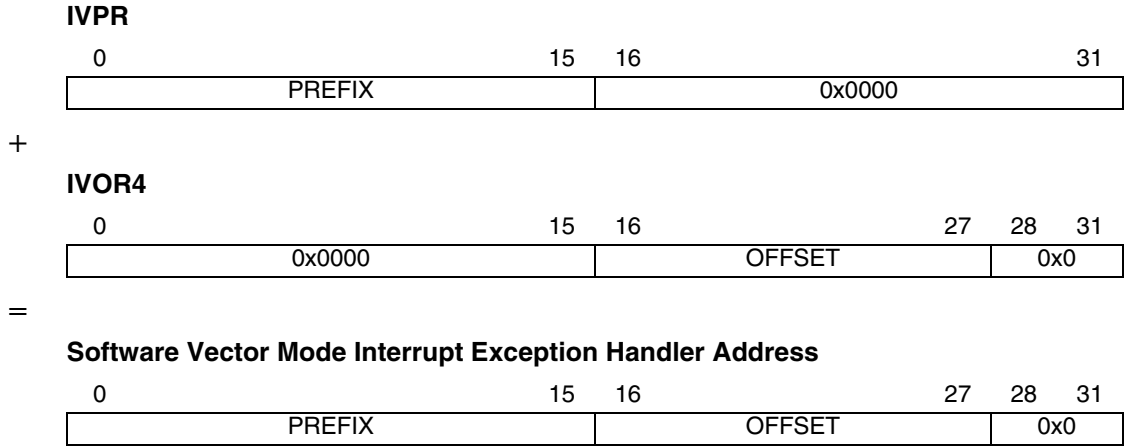 IVPR
0 15 16 31
PREFIX 0x0000
+
IVOR4
0 15 16 27 28 31
0x0000 OFFSET 0x0
=
Software Vector Mode Interrupt Exception Handler Address
0 15 16 27 28 31
PREFIX OFFSET 0x0